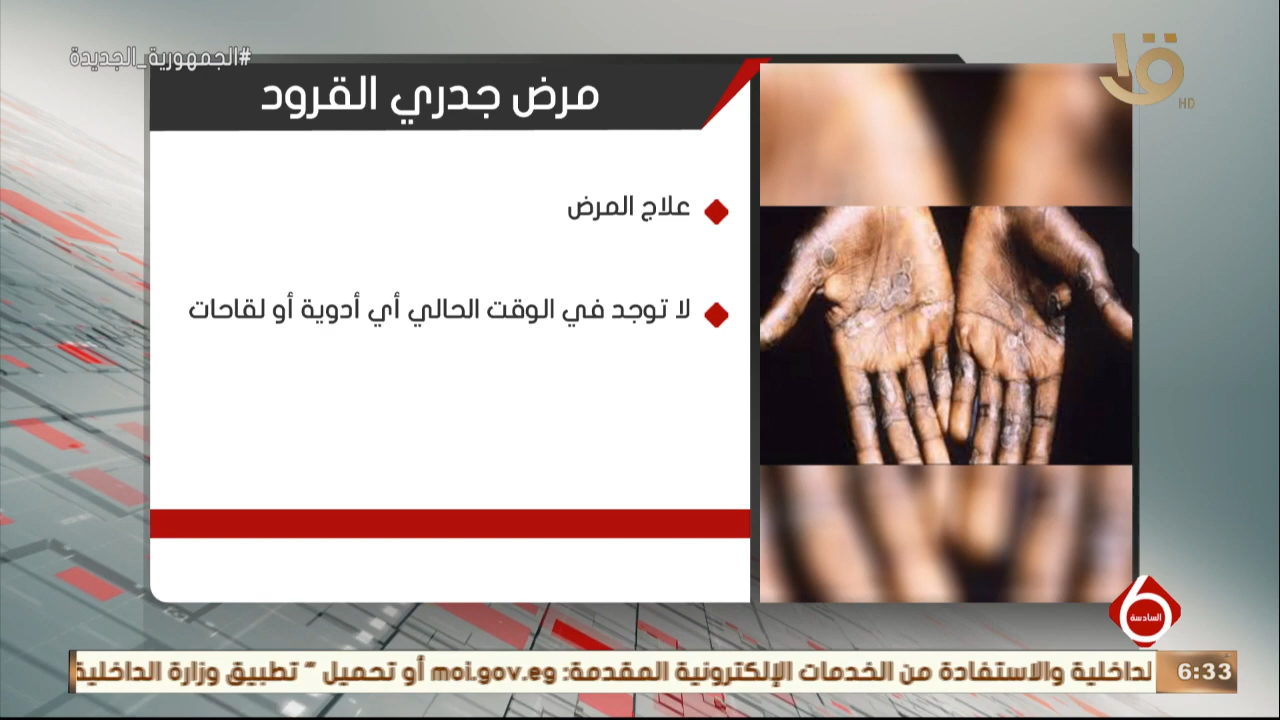 #الجمهورية_الجديدة
قا
HD
مرض جدري القرود
علاج المرض
لا توجد في الوقت الحالي أي أدوية أو لقاحات
6
السادسة
6:33
لداخلية والاستفادة من الخدمات الإلكترونية المقدمة: moi.gov.eg أو تحميل " تطبيق وزارة الداخلية